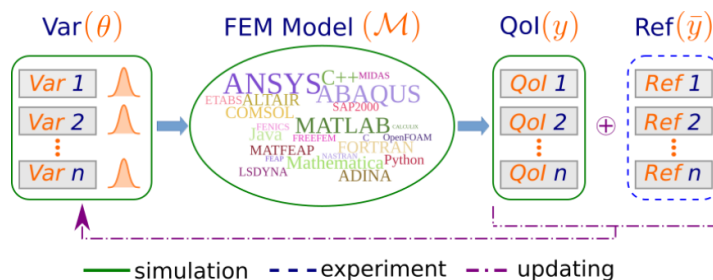 Var(θ) FEM Model (ℳ) QoI(y) Ref(ȳ)
Var 1
Var 2
Var n
ANSYS
C++
MIDAS
ABAQUS
ETABS
ALTAIR
SAP2000
COMSOL
MATLAB
CALCULIX
FENICS
Java
FREEFEM
C
OpenFOAM
MATFEAP
FORTRAN
FEAP
NASTRAN
Mathematica
Python
LSDYNA
ADINA
QoI 1
QoI 2
QoI n
+
Ref 1
Ref 2
Ref n
simulation experiment updating